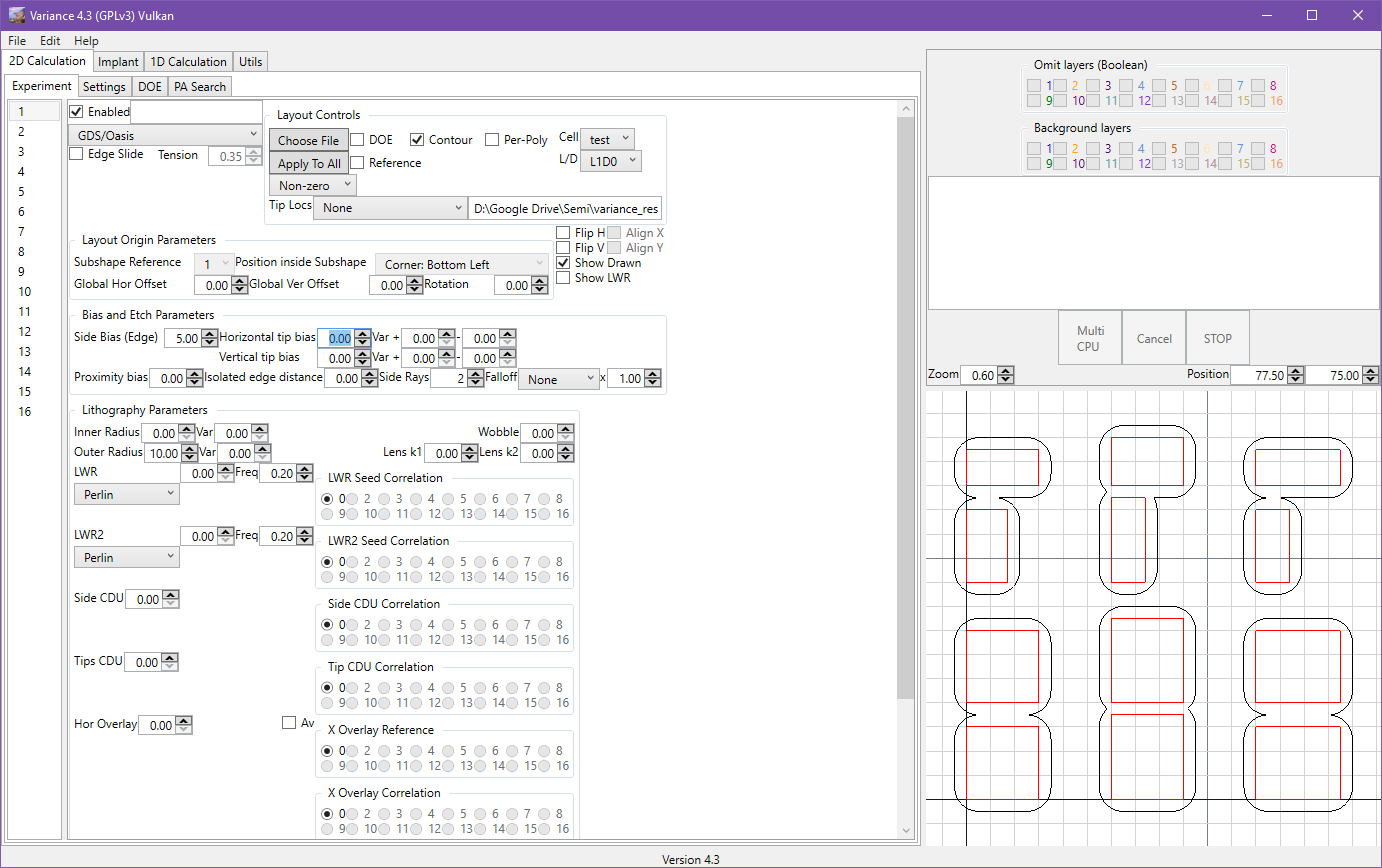 Variance 4.3 (GPLv3) Vulkan
File Edit Help
2D Calculation Implant 1D Calculation Utils
Experiment Settings DOE PA Search
1
2
3
4
5
6
7
8
9
10
11
12
13
14
15
16
Enabled
GDS/Oasis
Edge Slide Tension 0.35
Layout Controls
Choose File DOE Contour Per-Poly Cell test
Apply To All Reference L/D L1D0
Non-zero
Tip Locs None D:\Google Drive\Semi\variance_res
Layout Origin Parameters
Subshape Reference 1 Position inside Subshape Corner: Bottom Left
Global Hor Offset 0.00 Global Ver Offset 0.00 Rotation 0.00
Flip H Align X
Flip V Align Y
Show Drawn
Show LWR
Bias and Etch Parameters
Side Bias (Edge) 5.00 Horizontal tip bias 0.00 Var + 0.00 - 0.00
Vertical tip bias 0.00 Var + 0.00 - 0.00
Proximity bias 0.00 Isolated edge distance 0.00 Side Rays 2 Falloff None x 1.00
Lithography Parameters
Inner Radius 0.00 Var 0.00 Wobble 0.00
Outer Radius 10.00 Var 0.00 Lens k1 0.00 Lens k2 0.00
LWR 0.00 Freq 0.20
Perlin
LWR Seed Correlation
0 2 3 4 5 6 7 8
9 10 11 12 13 14 15 16
LWR2 0.00 Freq 0.20
Perlin
LWR2 Seed Correlation
0 2 3 4 5 6 7 8
9 10 11 12 13 14 15 16
Side CDU 0.00
Side CDU Correlation
0 2 3 4 5 6 7 8
9 10 11 12 13 14 15 16
Tips CDU 0.00
Tip CDU Correlation
0 2 3 4 5 6 7 8
9 10 11 12 13 14 15 16
Hor Overlay 0.00 Av
X Overlay Reference
0 2 3 4 5 6 7 8
9 10 11 12 13 14 15 16
X Overlay Correlation
0 2 3 4 5 6 7 8
9 10 11 12 13 14 15 16
Omit layers (Boolean)
1 2 3 4 5 6 7 8
9 10 11 12 13 14 15 16
Background layers
1 2 3 4 5 6 7 8
9 10 11 12 13 14 15 16
Multi CPU Cancel STOP
Zoom 0.60 Position 77.50 75.00
Version 4.3